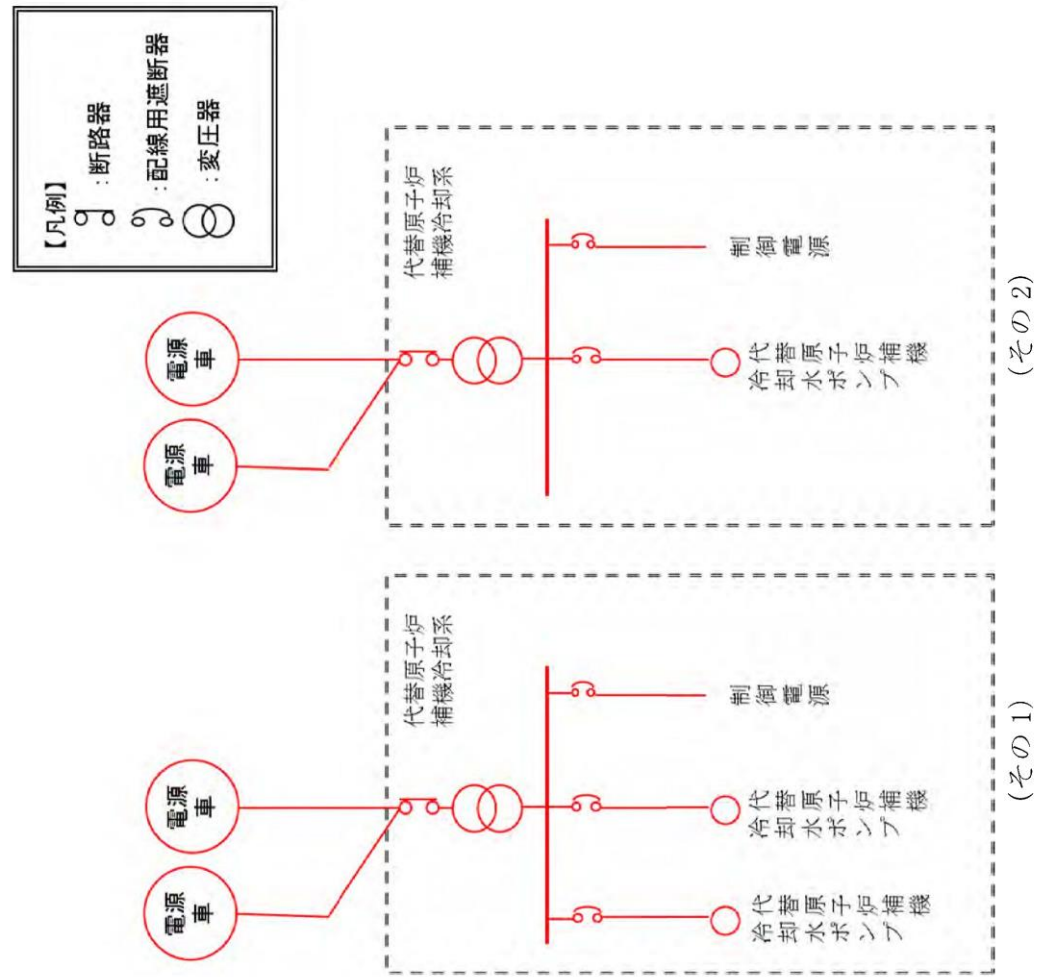 【凡例】
：断路器
：配線用遮断器
：変圧器
電源
車
電源
車
代替原子炉
補機冷却系
代替原子炉補機
冷却水ポンプ
代替原子炉補機
冷却水ポンプ
制御
電源
(その1)
電源
車
電源
車
代替原子炉
補機冷却系
代替原子炉補機
冷却水ポンプ
制御
電源
(その2)